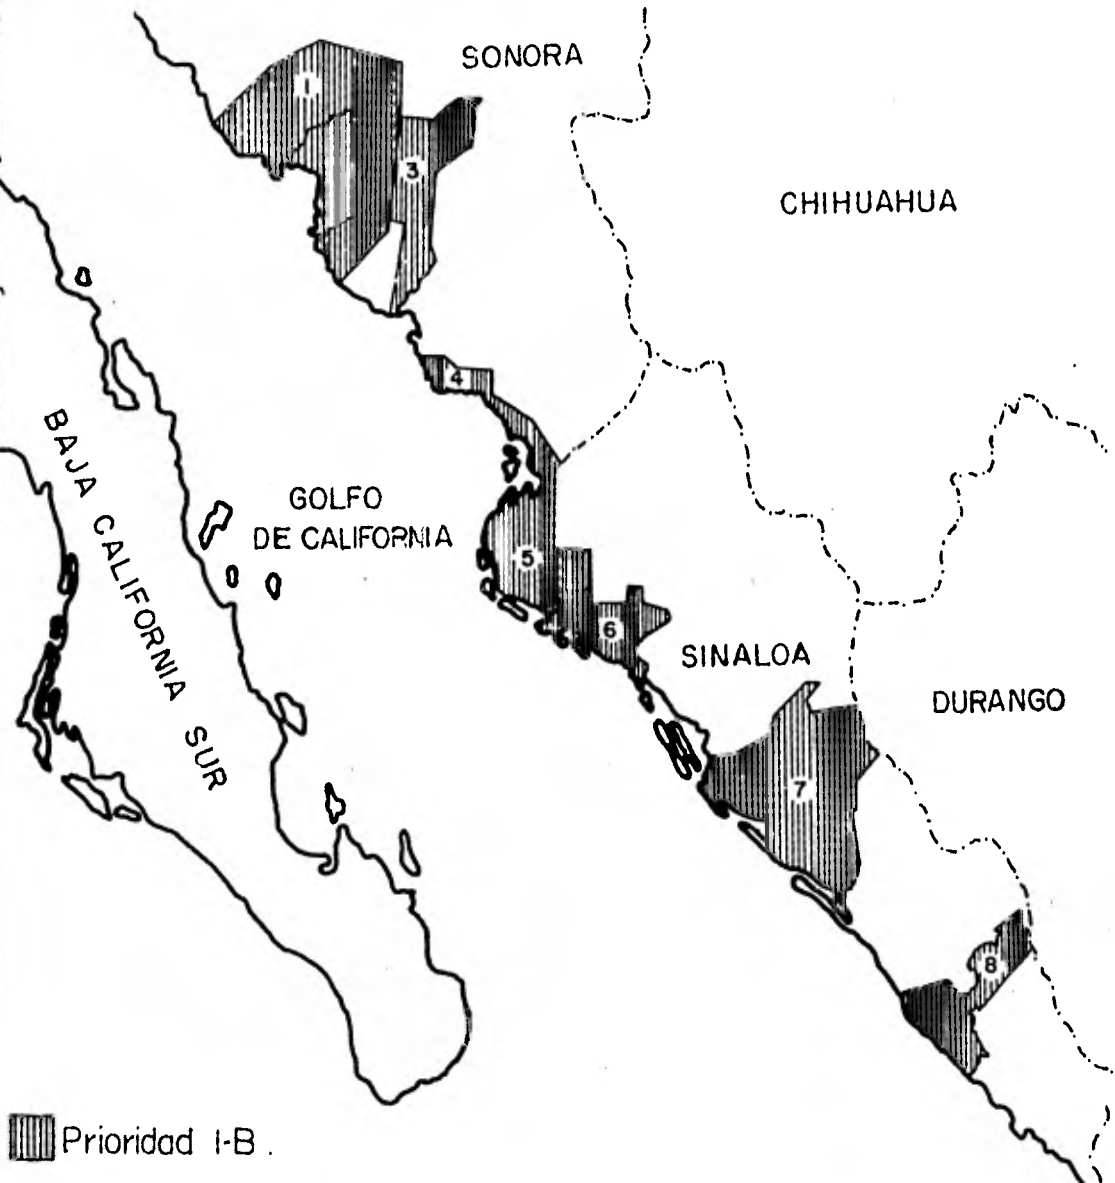 SONORA
1
3
CHIHUAHUA
4
BAJA CALIFORNIA SUR
GOLFO
DE CALIFORNIA
5
6
SINALOA
DURANGO
7
8
Prioridad I-B.